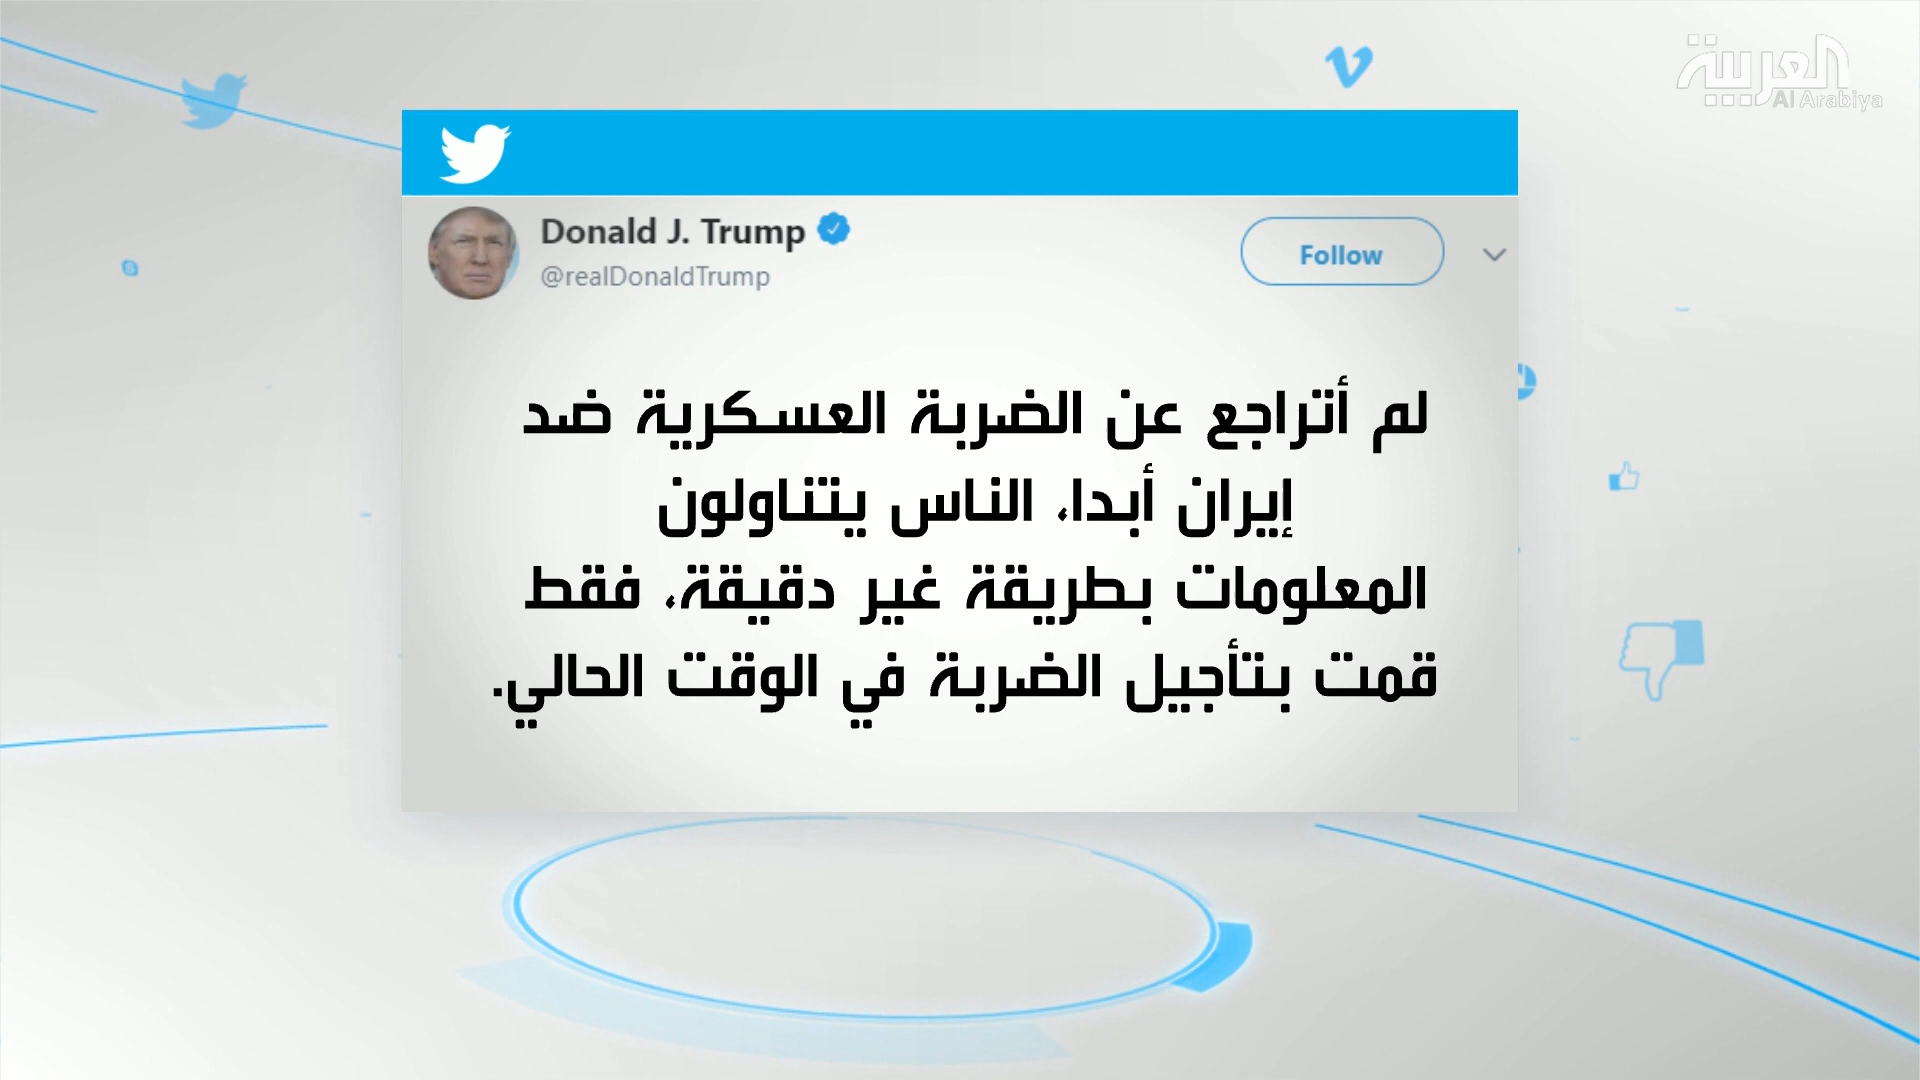 العربية
Al Arabiya
Donald J. Trump
@realDonaldTrump
Follow
لم أتراجع عن الضربة العسكرية ضد
إيران أبدا، الناس يتناولون
المعلومات بطريقة غير دقيقة، فقط
قمت بتأجيل الضربة في الوقت الحالي.